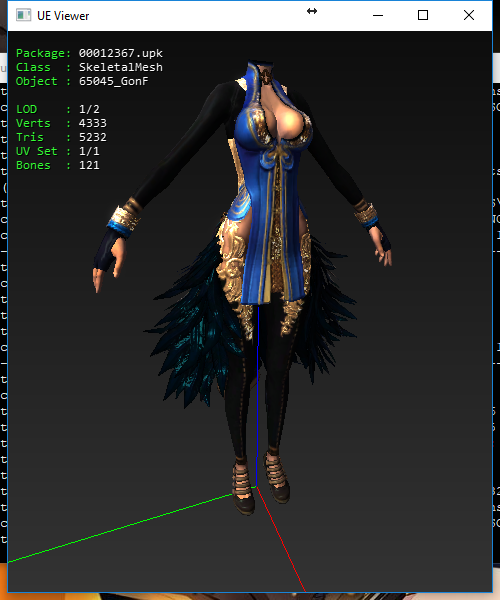 UE Viewer
Package: 00012367.upk
Class : SkeletalMesh
Object : 65045_GonF
LOD : 1/2
Verts : 4333
Tris : 5232
UV Set : 1/1
Bones : 121